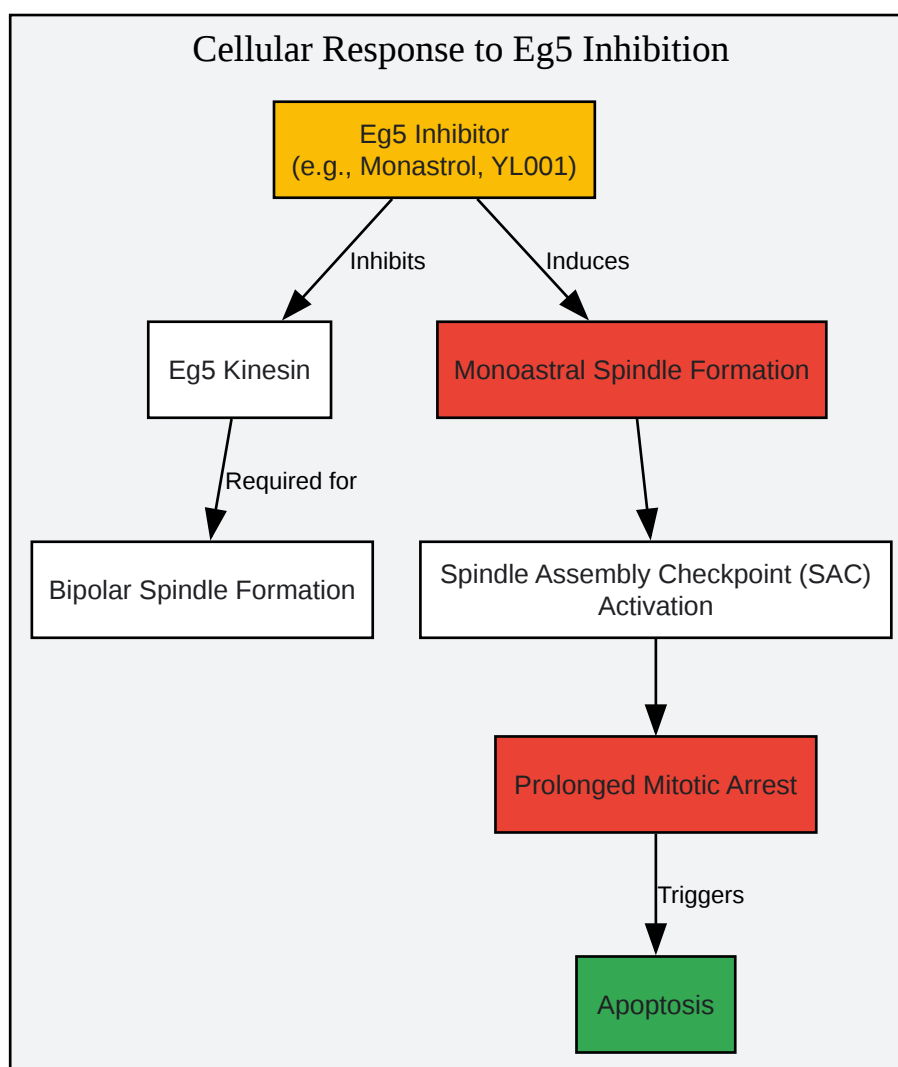 Cellular Response to Eg5 Inhibition
Eg5 Inhibitor
(e.g., Monastrol, YL001)
Inhibits
Induces
Eg5 Kinesin
Monoastral Spindle Formation
Required for
Bipolar Spindle Formation
Spindle Assembly Checkpoint (SAC)
Activation
Prolonged Mitotic Arrest
Triggers
Apoptosis